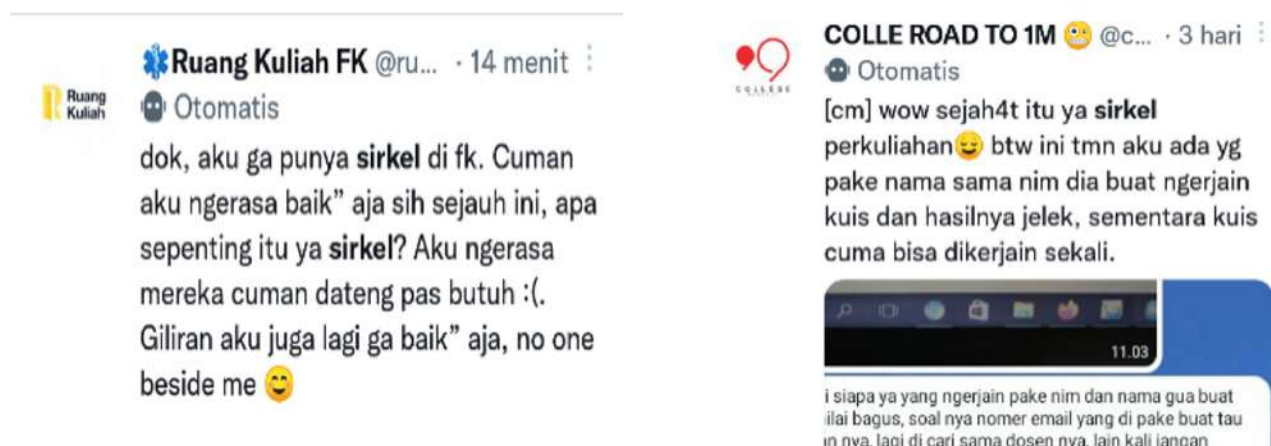 Ruang Kuliah FK @ru... · 14 menit
Ruang
Kuliah
Otomatis
dok, aku ga punya sirkel di fk. Cuman
aku ngerasa baik” aja sih sejauh ini, apa
sepenting itu ya sirkel? Aku ngerasa
mereka cuman dateng pas butuh :(.
Giliran aku juga lagi ga baik” aja, no one
beside me 😊
COLLE ROAD TO 1M 😬 @c... · 3 hari
COLLEGE
Otomatis
[cm] wow sejah4t itu ya sirkel
perkuliahan😌 btw ini tmn aku ada yg
pake nama sama nim dia buat ngerjain
kuis dan hasilnya jelek, sementara kuis
cuma bisa dikerjain sekali.
11.03
i siapa ya yang ngerjain pake nim dan nama gua buat
ilai bagus, soal nya nomer email yang di pake buat tau
an nya, lagi di cari sama dosen nya, lain kali jangan